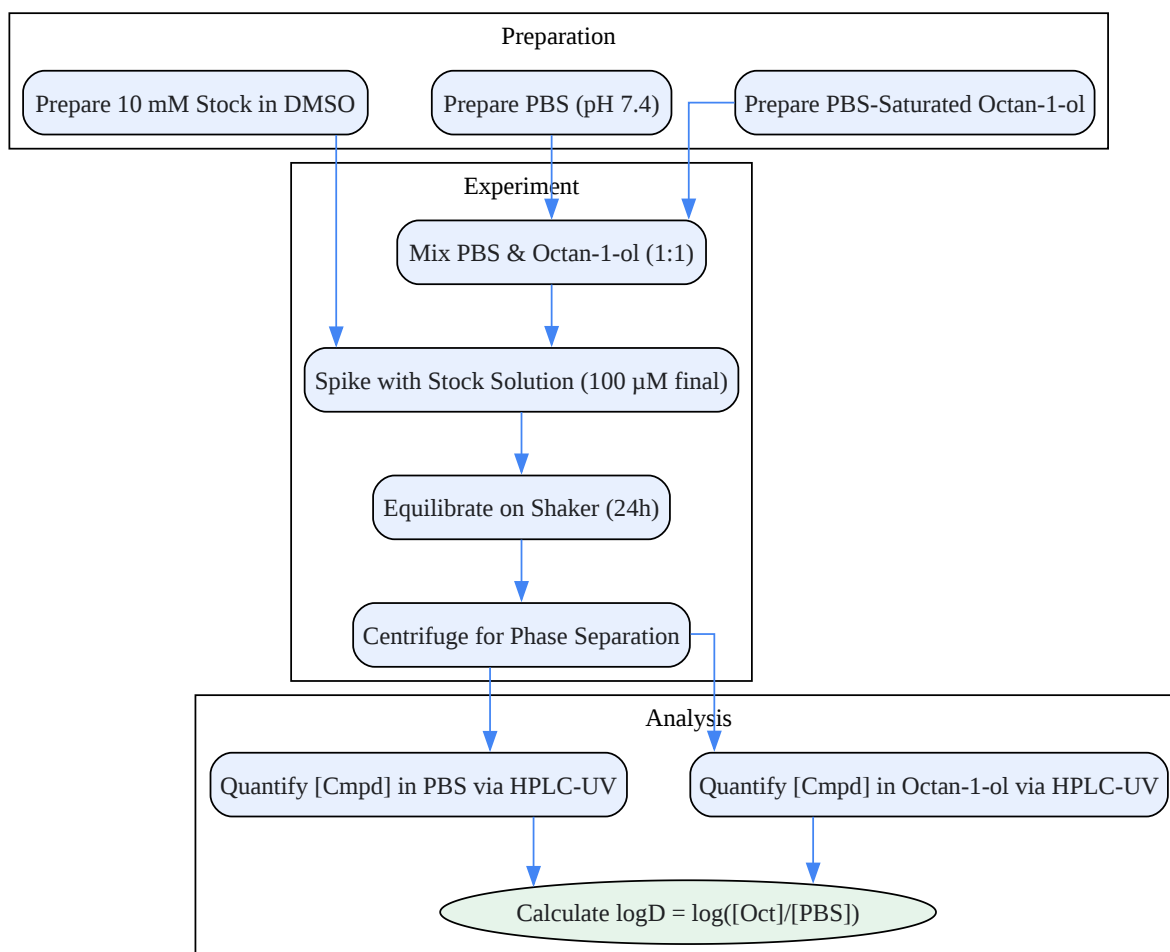 Preparation
Prepare 10 mM Stock in DMSO
Prepare PBS (pH 7.4)
Prepare PBS-Saturated Octan-1-ol
Experiment
Mix PBS & Octan-1-ol (1:1)
Spike with Stock Solution (100 µM final)
Equilibrate on Shaker (24h)
Centrifuge for Phase Separation
Analysis
Quantify [Cmpd] in PBS via HPLC-UV
Quantify [Cmpd] in Octan-1-ol via HPLC-UV
Calculate logD = log([Oct]/[PBS])